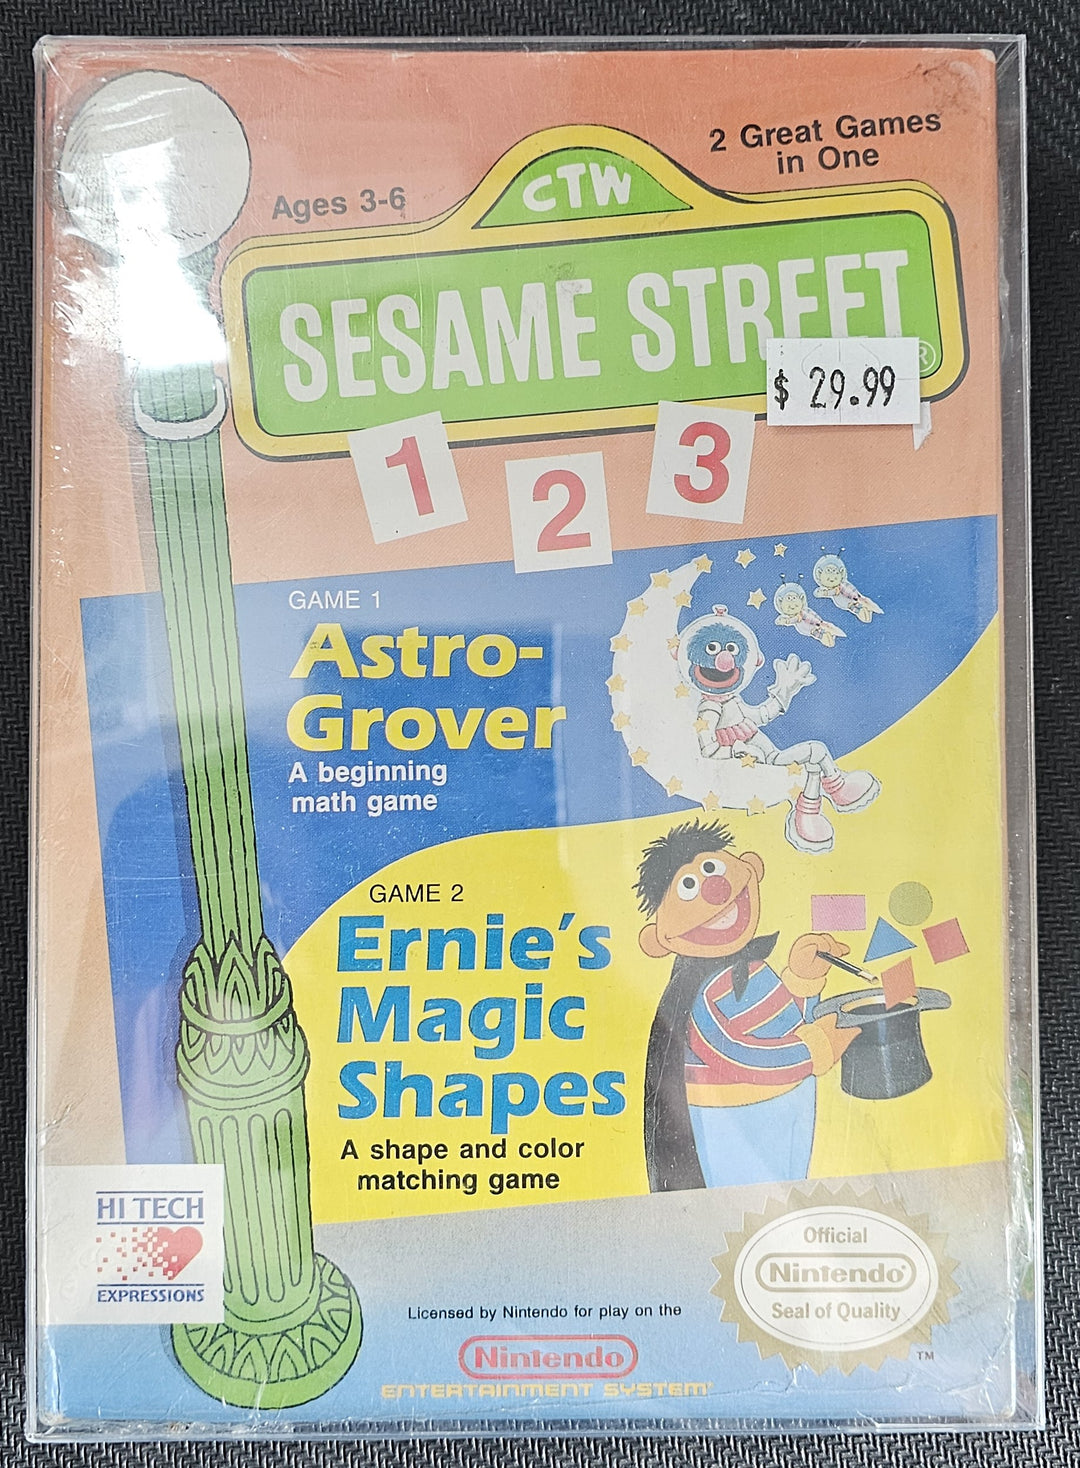 2 Great Games
in One
Ages 3-6
CTW
SESAME STREET
®
$ 29.99
1
2
3
GAME 1
Astro-
Grover
A beginning
math game
GAME 2
Ernie's
Magic
Shapes
A shape and color
matching game
HI TECH
EXPRESSIONS
Official
Nintendo®
Seal of Quality
TM
Licensed by Nintendo for play on the
Nintendo
ENTERTAINMENT SYSTEM™